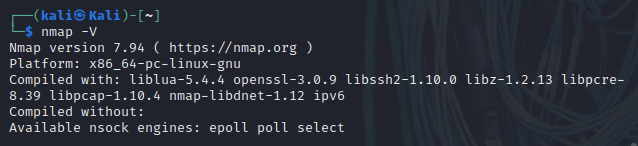 ┌──(kali㉿Kali)-[~]
└─$ nmap -V
Nmap version 7.94 ( https://nmap.org )
Platform: x86_64-pc-linux-gnu
Compiled with: liblua-5.4.4 openssl-3.0.9 libssh2-1.10.0 libz-1.2.13 libpcre-
8.39 libpcap-1.10.4 nmap-libdnet-1.12 ipv6
Compiled without:
Available nsock engines: epoll poll select